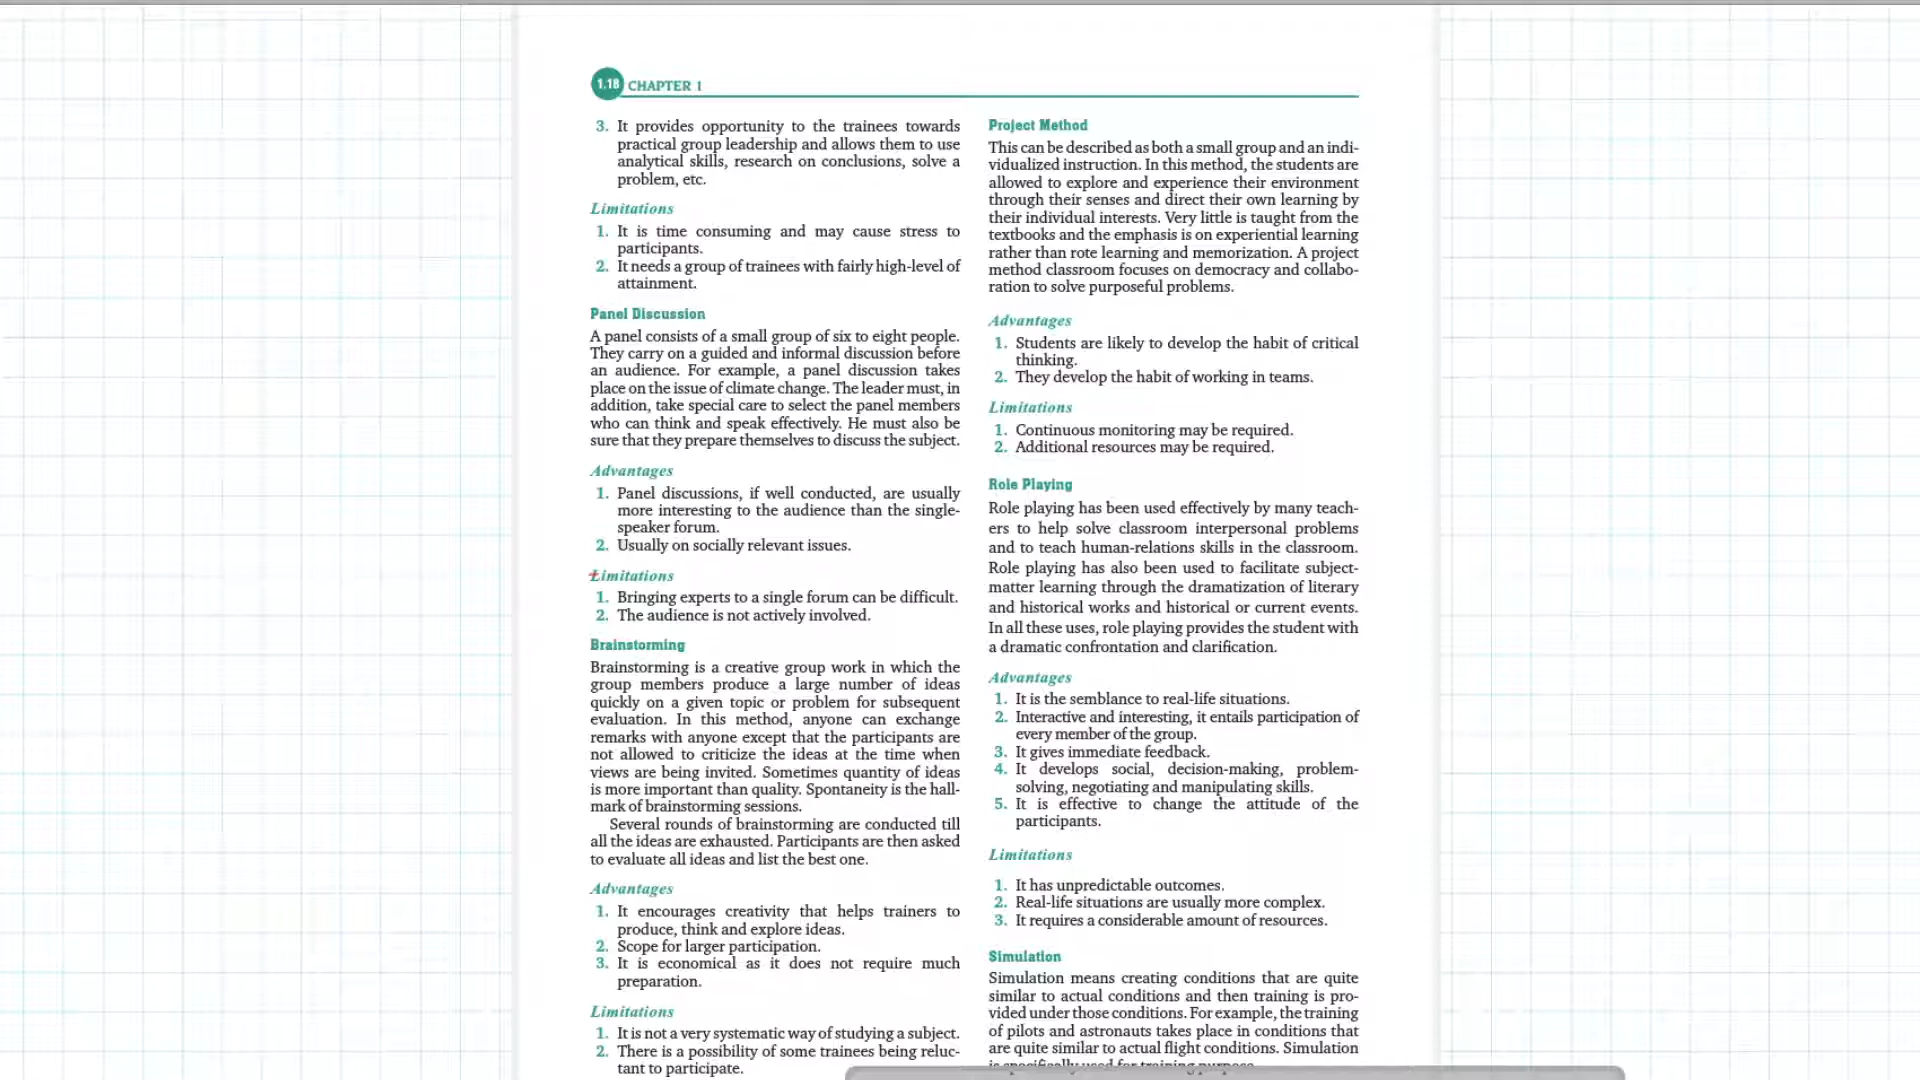 1.18 CHAPTER 1
3. It provides opportunity to the trainees towards
practical group leadership and allows them to use
analytical skills, research on conclusions, solve a
problem, etc.
Limitations
1. It is time consuming and may cause stress to
participants.
2. It needs a group of trainees with fairly high-level of
attainment.
Panel Discussion
A panel consists of a small group of six to eight people.
They carry on a guided and informal discussion before
an audience. For example, a panel discussion takes
place on the issue of climate change. The leader must, in
addition, take special care to select the panel members
who can think and speak effectively. He must also be
sure that they prepare themselves to discuss the subject.
Advantages
1. Panel discussions, if well conducted, are usually
more interesting to the audience than the single-
speaker forum.
2. Usually on socially relevant issues.
Limitations
1. Bringing experts to a single forum can be difficult.
2. The audience is not actively involved.
Brainstorming
Brainstorming is a creative group work in which the
group members produce a large number of ideas
quickly on a given topic or problem for subsequent
evaluation. In this method, anyone can exchange
remarks with anyone except that the participants are
not allowed to criticize the ideas at the time when
views are being invited. Sometimes quantity of ideas
is more important than quality. Spontaneity is the hall-
mark of brainstorming sessions.
Several rounds of brainstorming are conducted till
all the ideas are exhausted. Participants are then asked
to evaluate all ideas and list the best one.
Advantages
1. It encourages creativity that helps trainers to
produce, think and explore ideas.
2. Scope for larger participation.
3. It is economical as it does not require much
preparation.
Limitations
1. It is not a very systematic way of studying a subject.
2. There is a possibility of some trainees being reluc-
tant to participate.
Project Method
This can be described as both a small group and an indi-
vidualized instruction. In this method, the students are
allowed to explore and experience their environment
through their senses and direct their own learning by
their individual interests. Very little is taught from the
textbooks and the emphasis is on experiential learning
rather than rote learning and memorization. A project
method classroom focuses on democracy and collabo-
ration to solve purposeful problems.
Advantages
1. Students are likely to develop the habit of critical
thinking.
2. They develop the habit of working in teams.
Limitations
1. Continuous monitoring may be required.
2. Additional resources may be required.
Role Playing
Role playing has been used effectively by many teach-
ers to help solve classroom interpersonal problems
and to teach human-relations skills in the classroom.
Role playing has also been used to facilitate subject-
matter learning through the dramatization of literary
and historical works and historical or current events.
In all these uses, role playing provides the student with
a dramatic confrontation and clarification.
Advantages
1. It is the semblance to real-life situations.
2. Interactive and interesting, it entails participation of
every member of the group.
3. It gives immediate feedback.
4. It develops social, decision-making, problem-
solving, negotiating and manipulating skills.
5. It is effective to change the attitude of the
participants.
Limitations
1. It has unpredictable outcomes.
2. Real-life situations are usually more complex.
3. It requires a considerable amount of resources.
Simulation
Simulation means creating conditions that are quite
similar to actual conditions and then training is pro-
vided under those conditions. For example, the training
of pilots and astronauts takes place in conditions that
are quite similar to actual flight conditions. Simulation
is specifically used for training purpose.